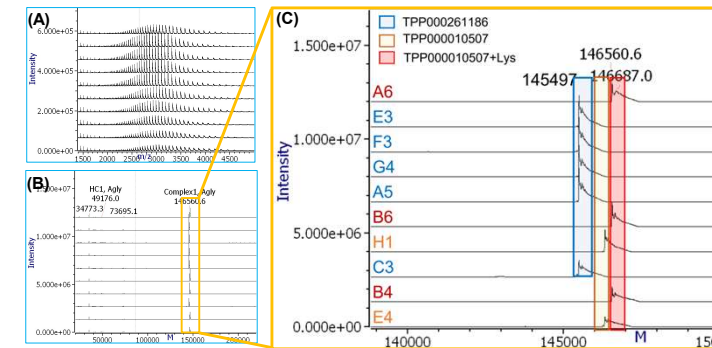 (A)
Intensity
6.000e+05
4.000e+05
2.000e+05
0.000e+00
1500 2000 2500 3000 3500 4000 4500
m/z
(B)
Intensity
1.500e+07
1.000e+07
5.000e+06
0.000e+00
HC1, Agly
49176.0
34773.3 73695.1
Complex1, Agly
146560.6
50000 100000 150000 200000
M
(C)
Intensity
1.500e+07
1.000e+07
5.000e+06
0.000e+00
TPP000261186
TPP000010507
TPP000010507+Lys
146560.6
145497 146687.0
A6
E3
F3
G4
A5
B6
H1
C3
B4
E4
140000 145000 M